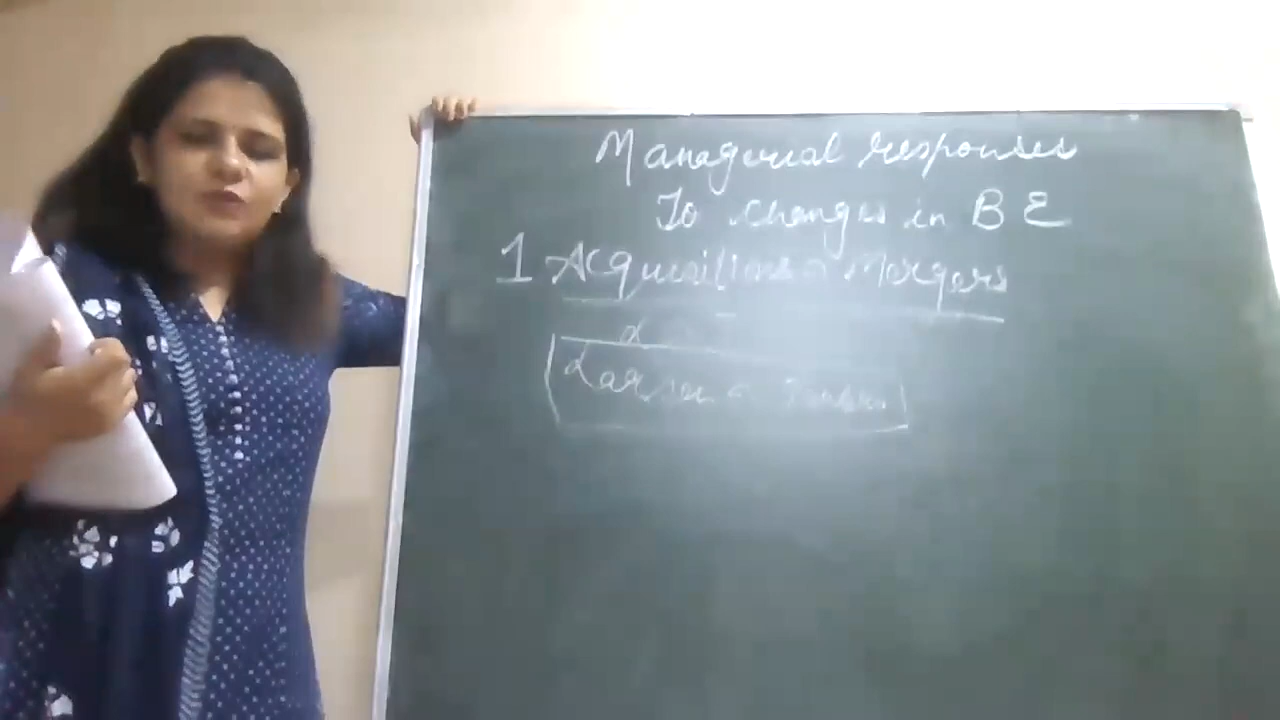 Managerial responses
To changes in B E
1 Acquisitions & Mergers
L
Larsen &